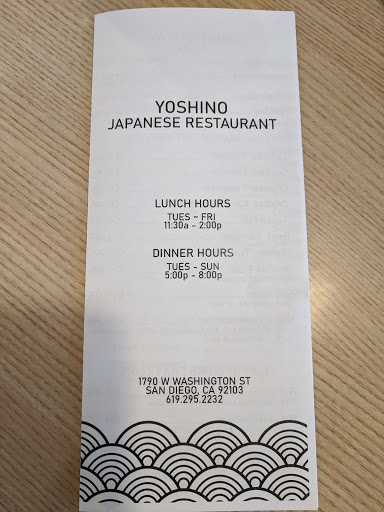 YOSHINO
JAPANESE RESTAURANT
LUNCH HOURS
TUES ~ FRI
11:30a - 2:00p
DINNER HOURS
TUES - SUN
5:00p - 8:00p
1790 W WASHINGTON ST
SAN DIEGO, CA 92103
619.295.2232